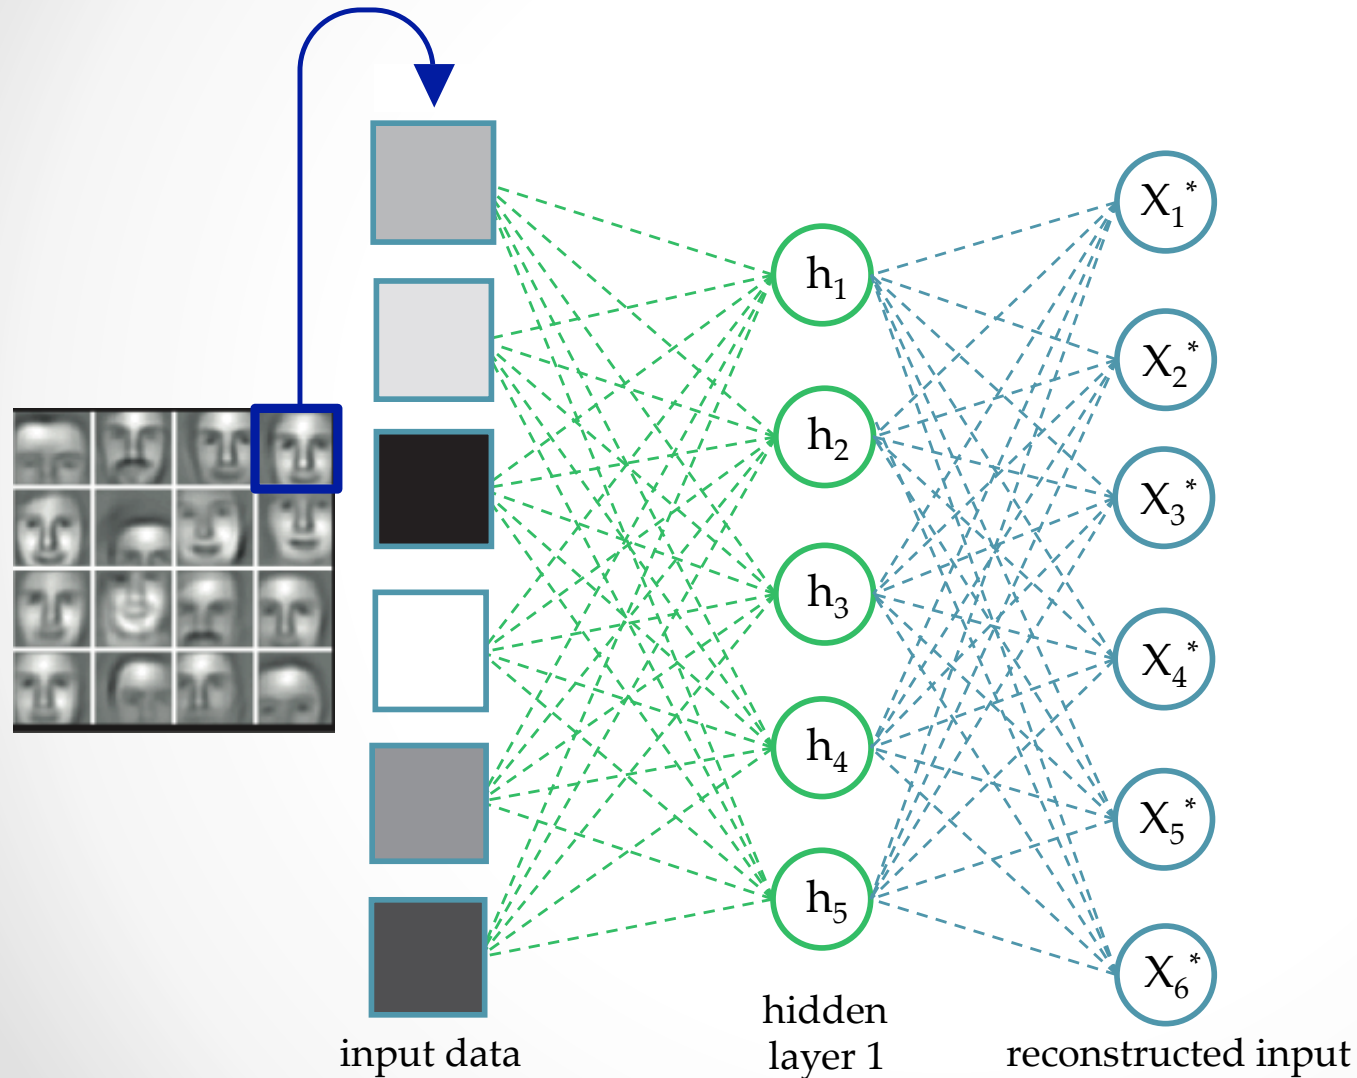 h₁
h₂
h₃
h₄
h₅
X₁*
X₂*
X₃*
X₄*
X₅*
X₆*
input data
hidden
layer 1
reconstructed input